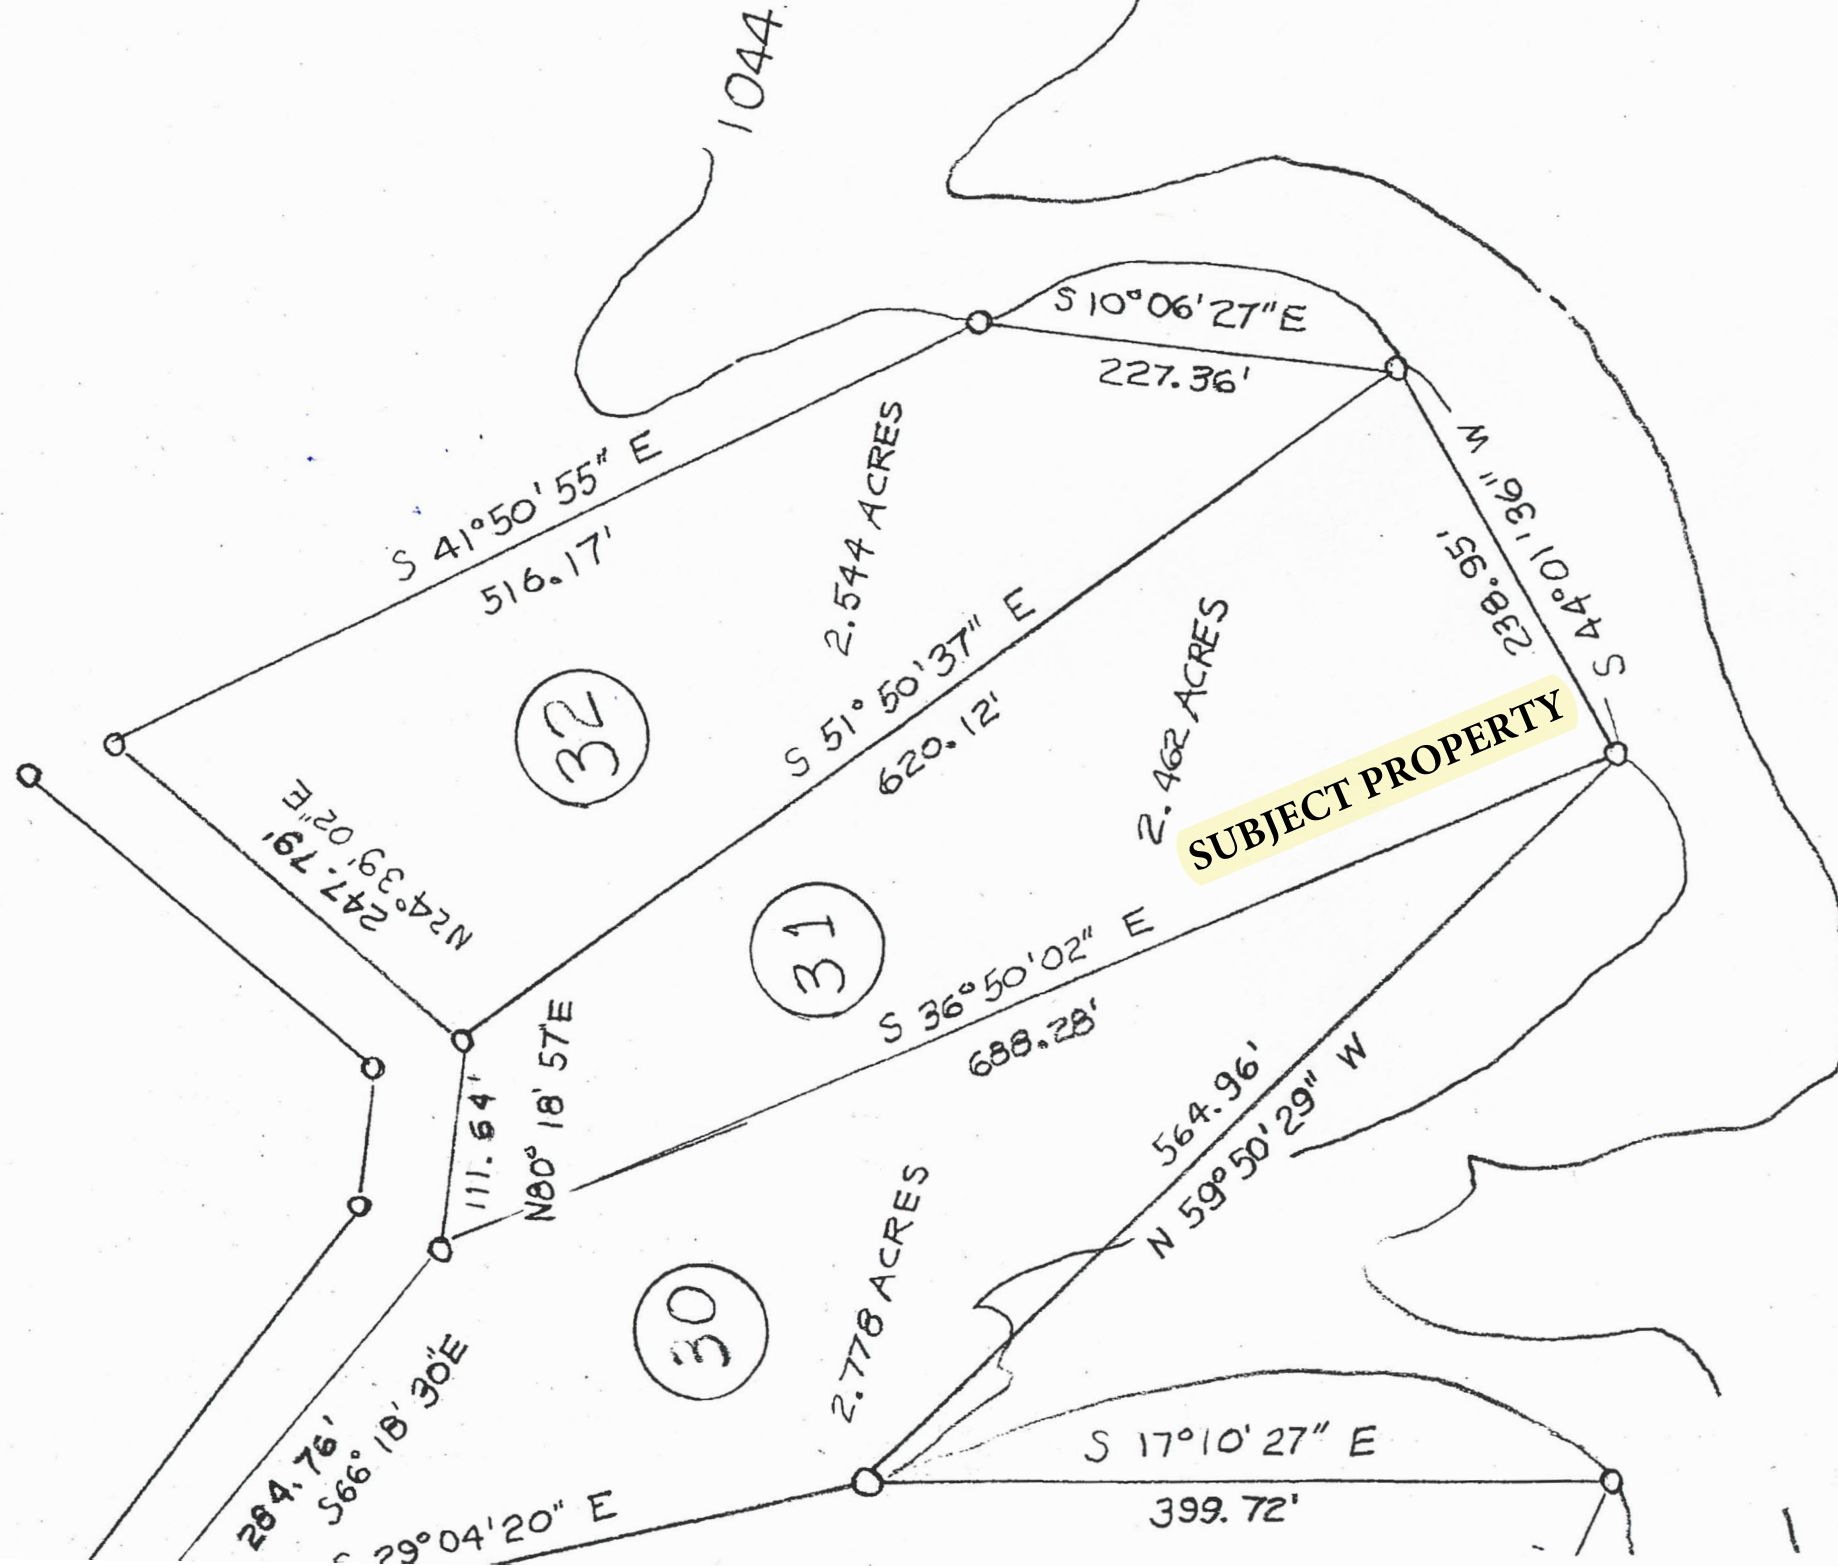 1044
S 10°06'27" E
227.36'
S 41°50'55" E
516.17'
2.544 ACRES
S 44°01'36" W
238.95'
32
S 51°50'37" E
620.12'
2.462 ACRES
SUBJECT PROPERTY
247.79'
N24°39'02"E
31
S 36°50'02" E
688.28'
111.64'
N80° 18' 57"E
564.96'
N 59°50'29" W
30
2.778 ACRES
284.76'
S66° 18' 30"E
S 17°10'27" E
399.72'
S 29°04'20" E